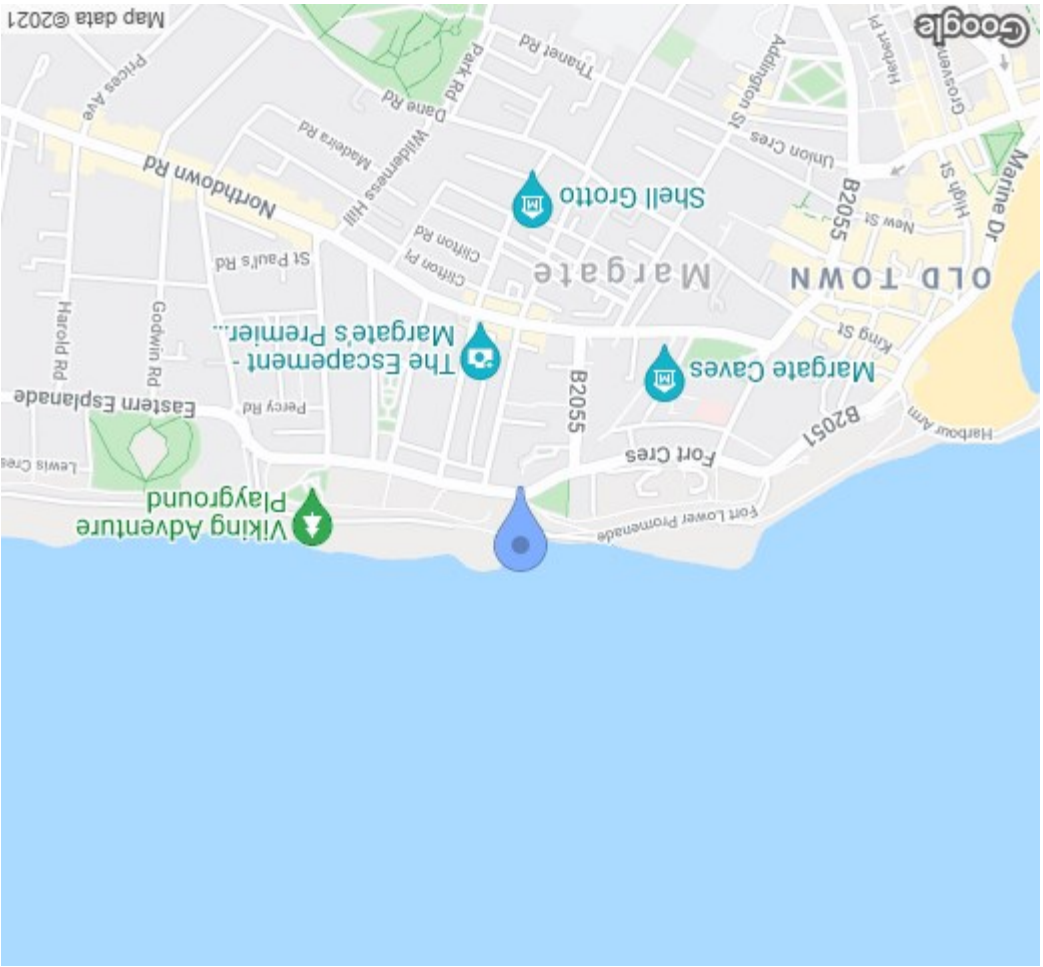 Viking Adventure
Playground
Fort Lower Promenade
Lewis Cres
Eastern Esplanade
Percy Rd
Fort Cres
B2051
Harbour Arm
B2055
Margate Caves
The Escapement -
Margate's Premier...
Harold Rd
Godwin Rd
King St
OLD TOWN
Margate
St Paul's Rd
Clifton Pl
Clifton Rd
New St
B2055
High St
Marine Dr
Shell Grotto
Northdown Rd
Wilderness Hill
Madeira Rd
Union Cres
Dane Rd
Prices Ave
Park Rd
Thanet Rd
Addington St
Herbert Pl
Grosven
Google
Map data ©2021